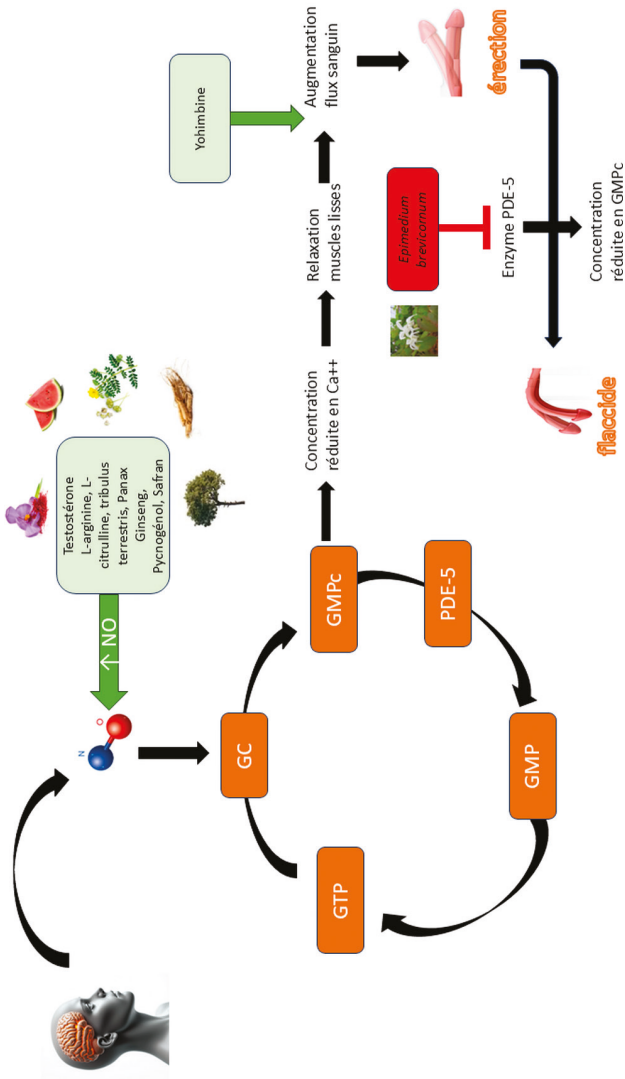 Testostérone
L-arginine, L-
citrulline, tribulus
terrestris, Panax
Ginseng,
Pycnogénol, Safran
↑ NO
N
O
GC
GTP
GMPc
PDE-5
GMP
Concentration
réduite en Ca++
Relaxation
muscles lisses
Augmentation
flux sanguin
Yohimbine
érection
Epimedium
brevicornum
Enzyme PDE-5
Concentration
réduite en GMPc
flaccide